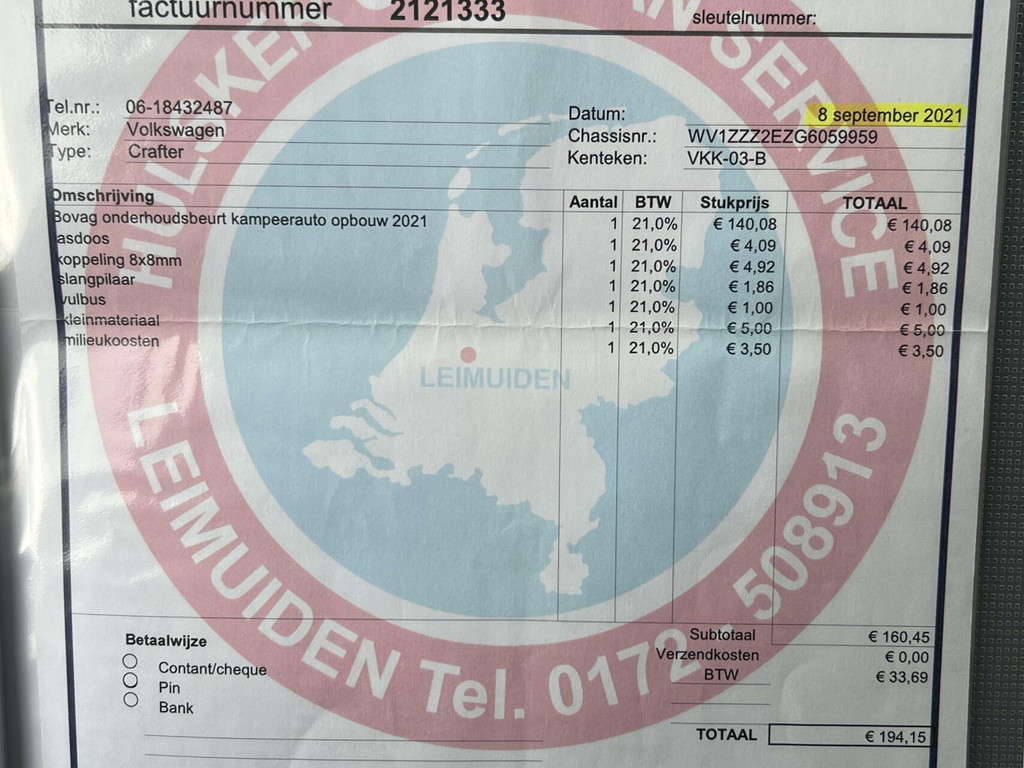 factuurnummer 2121333 sleutelnummer:
Tel.nr.: 06-18432487
Merk: Volkswagen
Type: Crafter
Datum: 8 september 2021
Chassisnr.: WV1ZZZ2EZG6059959
Kenteken: VKK-03-B
Omschrijving Aantal BTW Stukprijs TOTAAL
Bovag onderhoudsbeurt kampeerauto opbouw 2021 1 21,0% € 140,08 € 140,08
asdoos 1 21,0% € 4,09 € 4,09
koppeling 8x8mm 1 21,0% € 4,92 € 4,92
slangpilaar 1 21,0% € 1,86 € 1,86
vulbus 1 21,0% € 1,00 € 1,00
kleinmateriaal 1 21,0% € 5,00 € 5,00
milieukosten 1 21,0% € 3,50 € 3,50
LEIMUIDEN
SERVICE
LEIMUIDEN Tel. 0172 - 508913
Betaalwijze
Contant/cheque
Pin
Bank
Subtotaal € 160,45
Verzendkosten € 0,00
BTW € 33,69
TOTAAL € 194,15